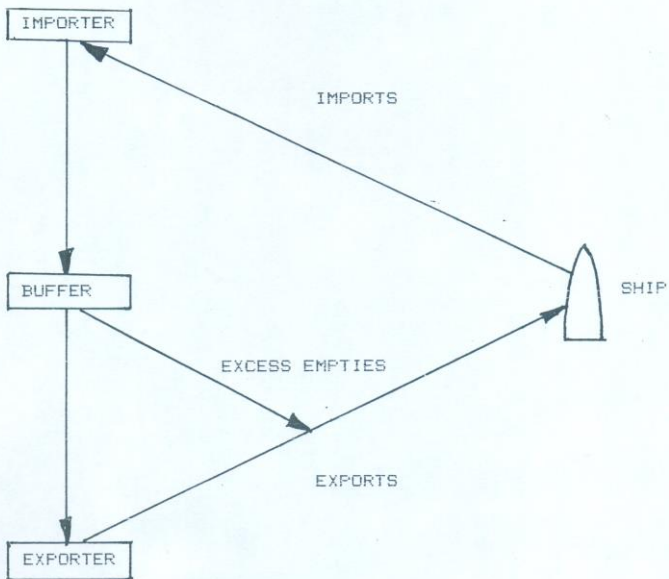 IMPORTER
IMPORTS
BUFFER
SHIP
EXCESS EMPTIES
EXPORTS
EXPORTER